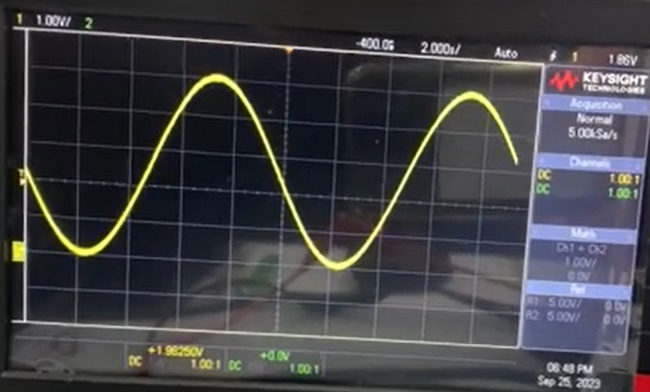 1 1.00V/ 2 -400.0s 2.000s/ Auto 1 1.86V
KEYSIGHT
TECHNOLOGIES
Acquisition
Normal
5.00kSa/s
Channels
DC 1.00:1
DC 1.00:1
Math
Ch1 + Ch2
1.00V/
0.0V
Ref
R1: 5.00V/ 0.0V
R2: 5.00V/ 0.0V
+1.98250V
DC 1.00:1
+0.0V
DC 1.00:1
06:48 PM
Sep 25, 2023